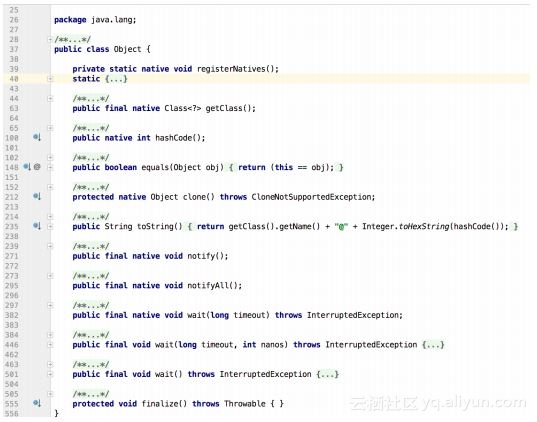 25
26 package java.lang;
27
28 /**...*/
37 public class Object {
38
39 private static native void registerNatives();
40 static {...}
43
44 /**...*/
63 public final native Class<?> getClass();
64
65 /**...*/
100 public native int hashCode();
101
102 /**...*/
148 @ public boolean equals(Object obj) { return (this == obj); }
151
152 /**...*/
212 protected native Object clone() throws CloneNotSupportedException;
213
214 /**...*/
235 public String toString() { return getClass().getName() + "@" + Integer.toHexString(hashCode()); }
238
239 /**...*/
271 public final native void notify();
272
273 /**...*/
295 public final native void notifyAll();
296
297 /**...*/
382 public final native void wait(long timeout) throws InterruptedException;
383
384 /**...*/
446 public final void wait(long timeout, int nanos) throws InterruptedException {...}
462
463 /**...*/
501 public final void wait() throws InterruptedException {...}
504
505 /**...*/
555 protected void finalize() throws Throwable { }
556 }
云栖社区 yq.aliyun.com